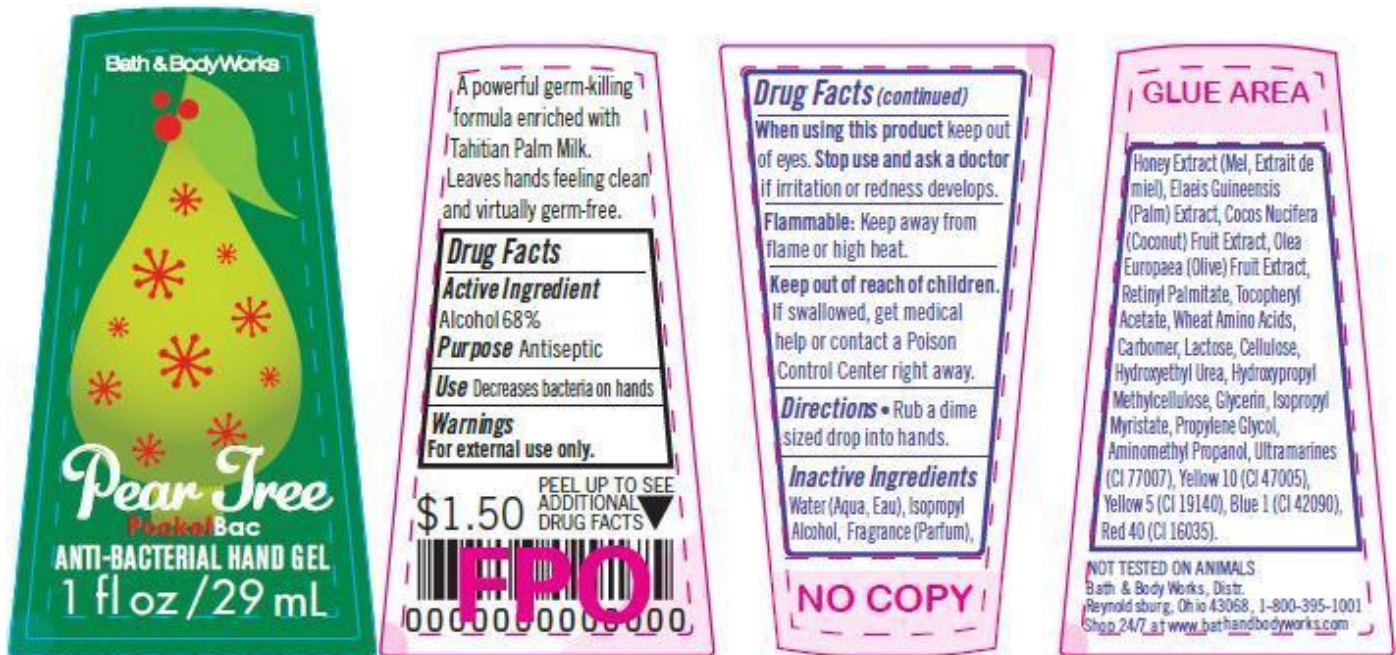 Bath & Body Works
Pear Tree
PocketBac
ANTI-BACTERIAL HAND GEL
1 fl oz / 29 mL
A powerful germ-killing
formula enriched with
Tahitian Palm Milk.
Leaves hands feeling clean
and virtually germ-free.
Drug Facts
Active Ingredient
Alcohol 68%
Purpose Antiseptic
Use Decreases bacteria on hands
Warnings
For external use only.
$1.50
PEEL UP TO SEE
ADDITIONAL
DRUG FACTS ▼
FPO
0000000000000
Drug Facts (continued)
When using this product keep out
of eyes. Stop use and ask a doctor
if irritation or redness develops.
Flammable: Keep away from
flame or high heat.
Keep out of reach of children.
If swallowed, get medical
help or contact a Poison
Control Center right away.
Directions • Rub a dime
sized drop into hands.
Inactive Ingredients
Water (Aqua, Eau), Isopropyl
Alcohol, Fragrance (Parfum),
NO COPY
GLUE AREA
Honey Extract (Mel, Extrait de
miel), Elaeis Guineensis
(Palm) Extract, Cocos Nucifera
(Coconut) Fruit Extract, Olea
Europaea (Olive) Fruit Extract,
Retinyl Palmitate, Tocopheryl
Acetate, Wheat Amino Acids,
Carbomer, Lactose, Cellulose,
Hydroxyethyl Urea, Hydroxypropyl
Methylcellulose, Glycerin, Isopropyl
Myristate, Propylene Glycol,
Aminomethyl Propanol, Ultramarines
(CI 77007), Yellow 10 (CI 47005),
Yellow 5 (CI 19140), Blue 1 (CI 42090),
Red 40 (CI 16035).
NOT TESTED ON ANIMALS
Bath & Body Works, Distr.
Reynoldsburg, Ohio 43068, 1-800-395-1001
Shop 24/7 at www.bathandbodyworks.com